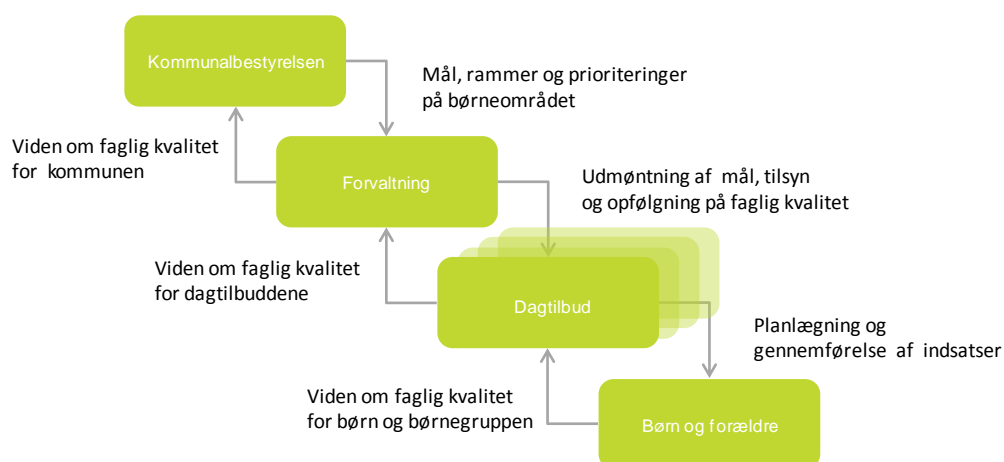 Kommunalbestyrelsen
Mål, rammer og prioriteringer
på børneområdet
Viden om faglig kvalitet
for kommunen
Forvaltning
Udmøntning af mål, tilsyn
og opfølgning på faglig kvalitet
Viden om faglig kvalitet
for dagtilbuddene
Dagtilbud
Planlægning og
gennemførelse af indsatser
Viden om faglig kvalitet
for børn og børnegruppen
Børn og forældre